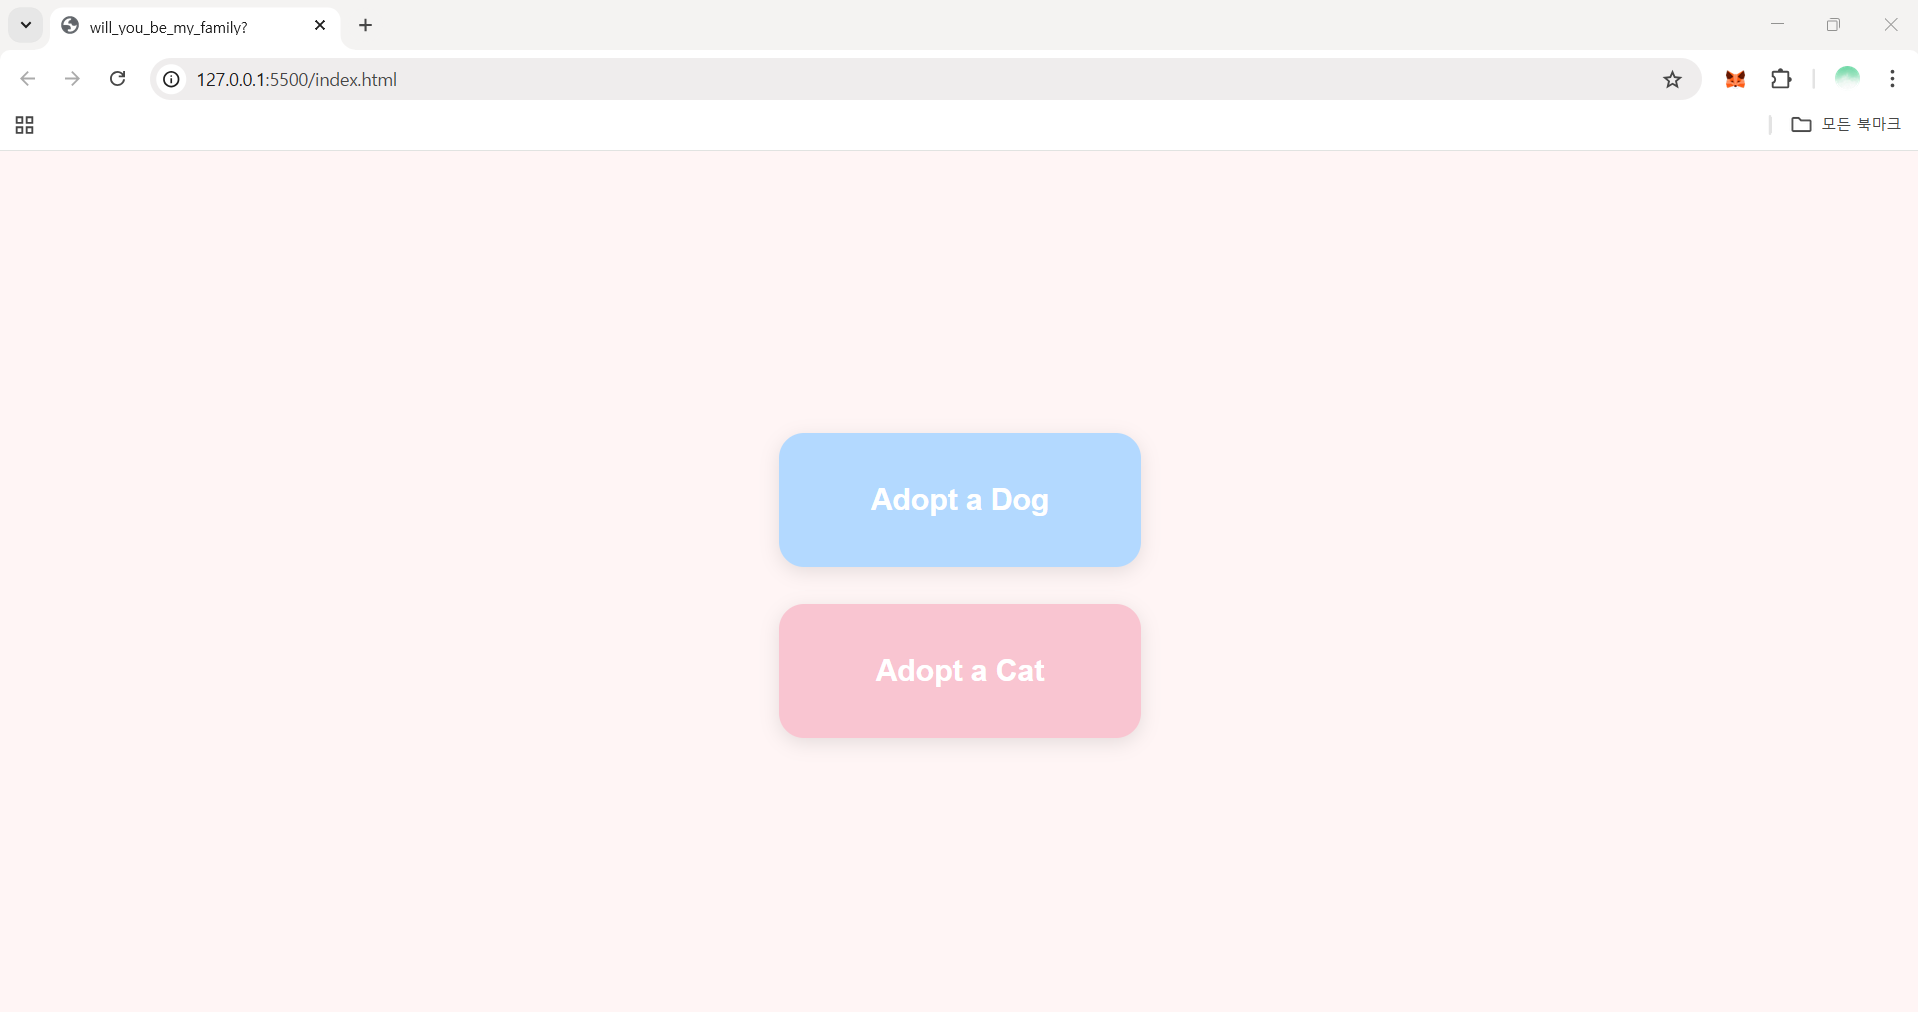 will_you_be_my_family?
127.0.0.1:5500/index.html
모든 북마크
Adopt a Dog
Adopt a Cat